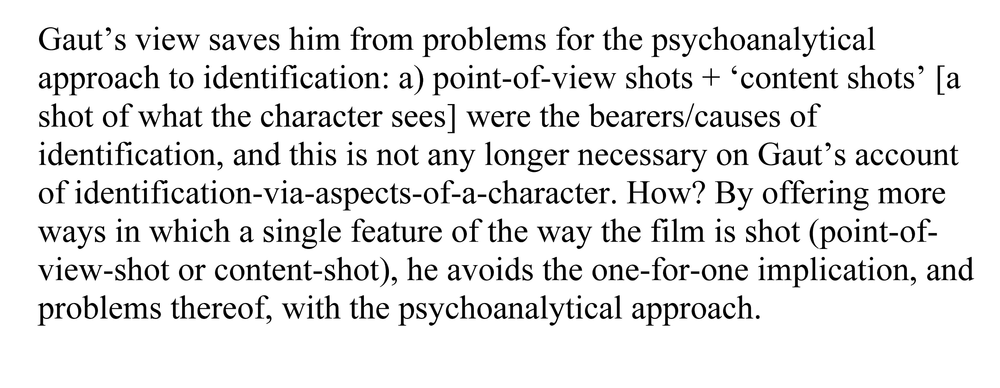 Gaut’s view saves him from problems for the psychoanalytical
approach to identification: a) point-of-view shots + ‘content shots’ [a
shot of what the character sees] were the bearers/causes of
identification, and this is not any longer necessary on Gaut’s account
of identification-via-aspects-of-a-character. How? By offering more
ways in which a single feature of the way the film is shot (point-of-
view-shot or content-shot), he avoids the one-for-one implication, and
problems thereof, with the psychoanalytical approach.